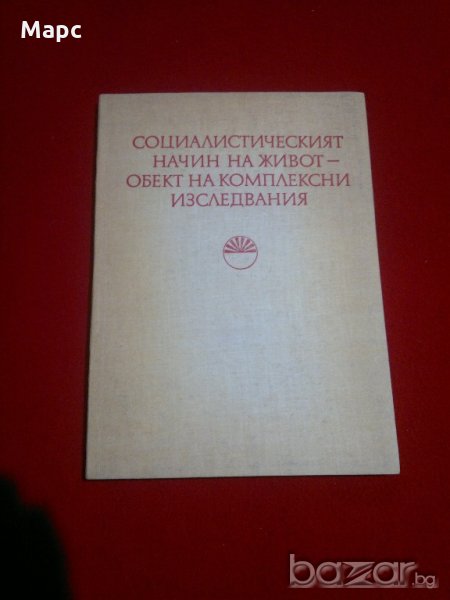 Марс
СОЦИАЛИСТИЧЕСКИЯТ
НАЧИН НА ЖИВОТ –
ОБЕКТ НА КОМПЛЕКСНИ
ИЗСЛЕДВАНИЯ
bazar.bg